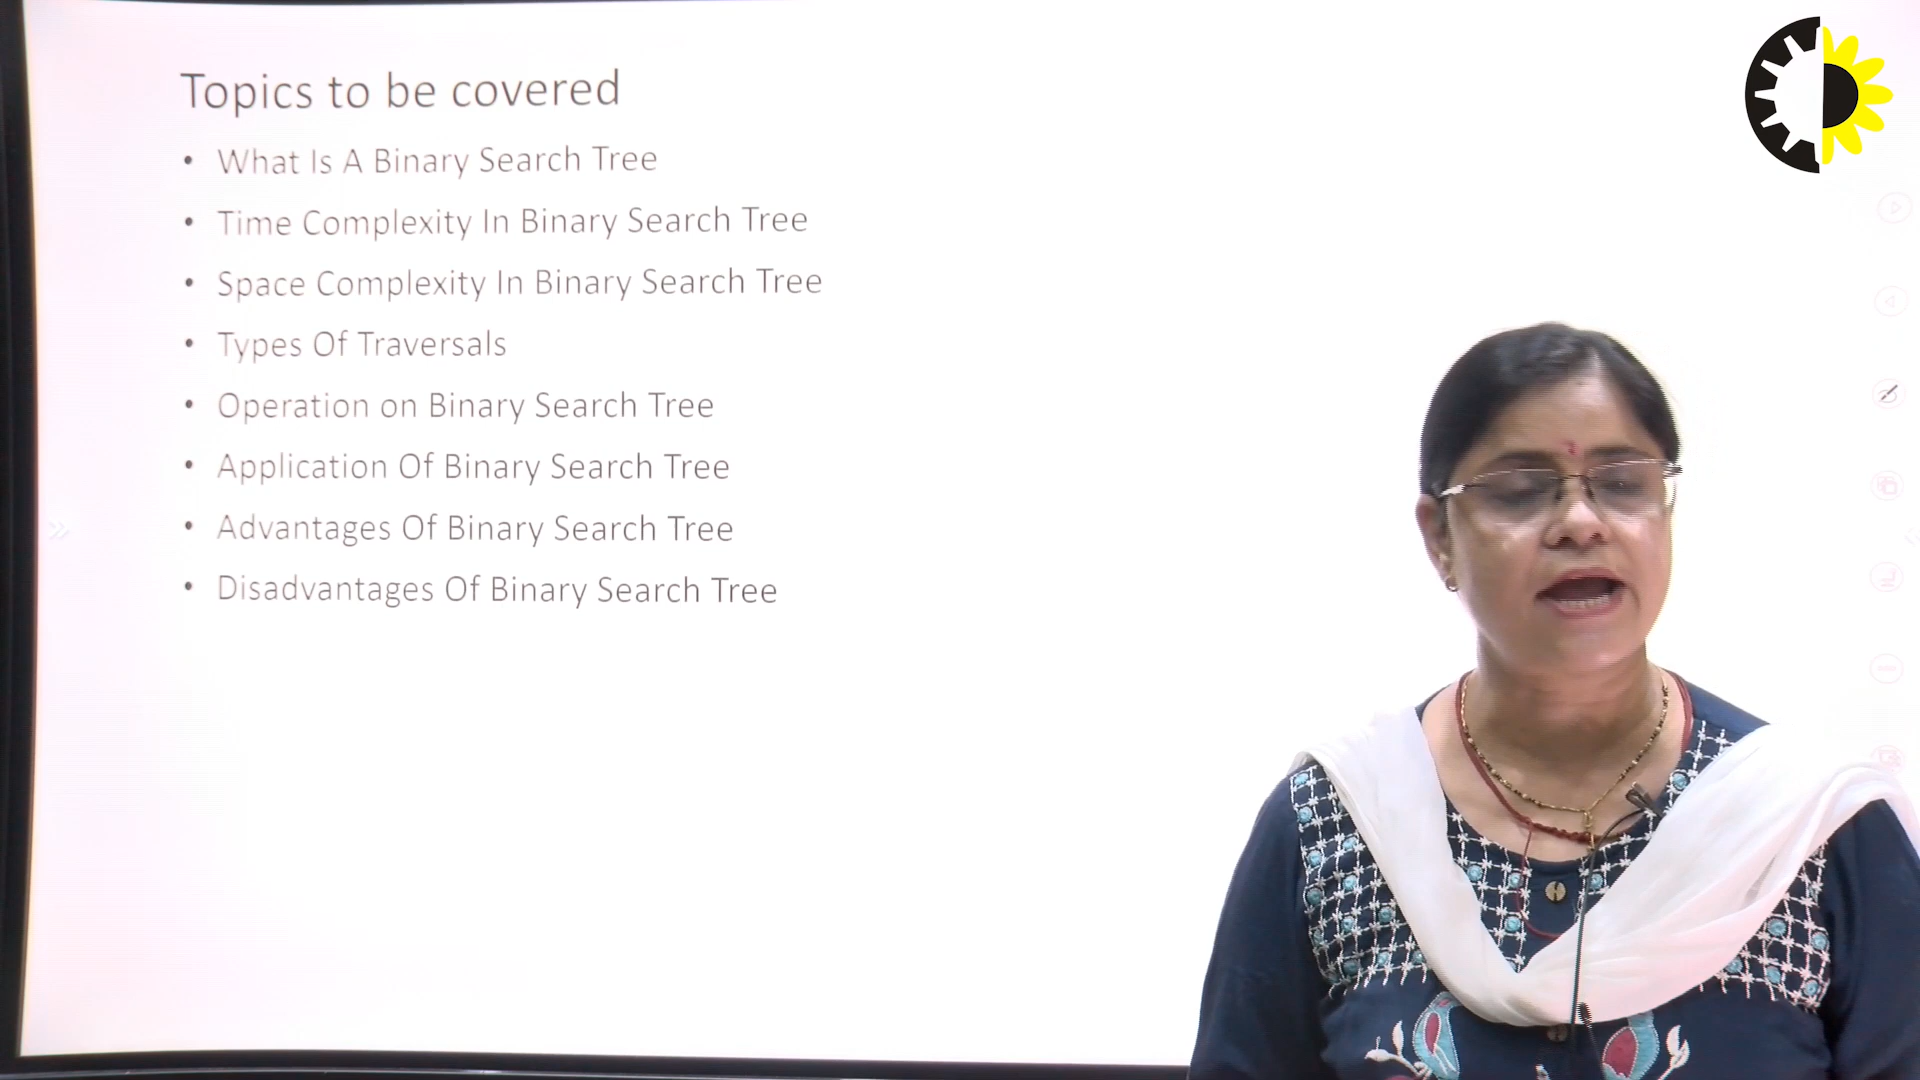 Topics to be covered
• What Is A Binary Search Tree
• Time Complexity In Binary Search Tree
• Space Complexity In Binary Search Tree
• Types Of Traversals
• Operation on Binary Search Tree
• Application Of Binary Search Tree
• Advantages Of Binary Search Tree
• Disadvantages Of Binary Search Tree